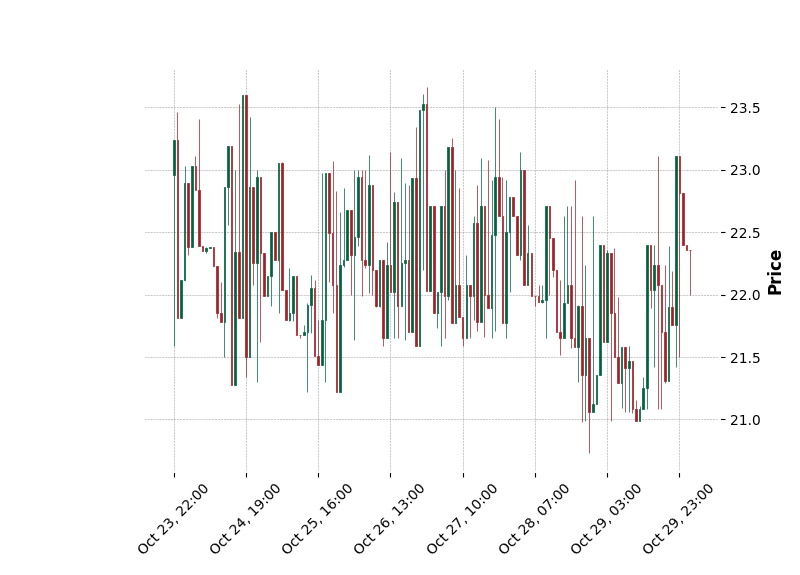 23.5
23.0
22.5
22.0
21.5
21.0
Price
Oct 23, 22:00
Oct 24, 19:00
Oct 25, 16:00
Oct 26, 13:00
Oct 27, 10:00
Oct 28, 07:00
Oct 29, 03:00
Oct 29, 23:00